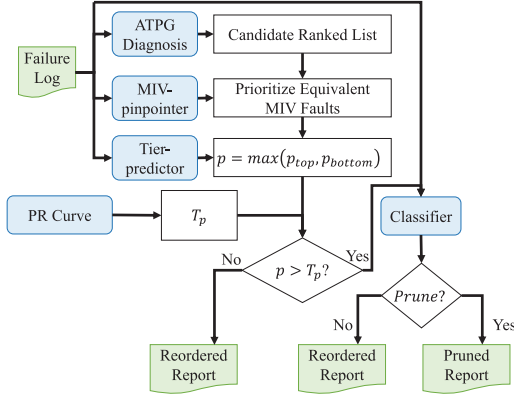 ATPG
Diagnosis
Candidate Ranked List
Failure
Log
MIV-
pinpointer
Prioritize Equivalent
MIV Faults
Tier-
predictor
p = max(p_top, p_bottom)
PR Curve
T_p
Classifier
No
Yes
p > T_p?
Prune?
No
Yes
Reordered
Report
Reordered
Report
Pruned
Report